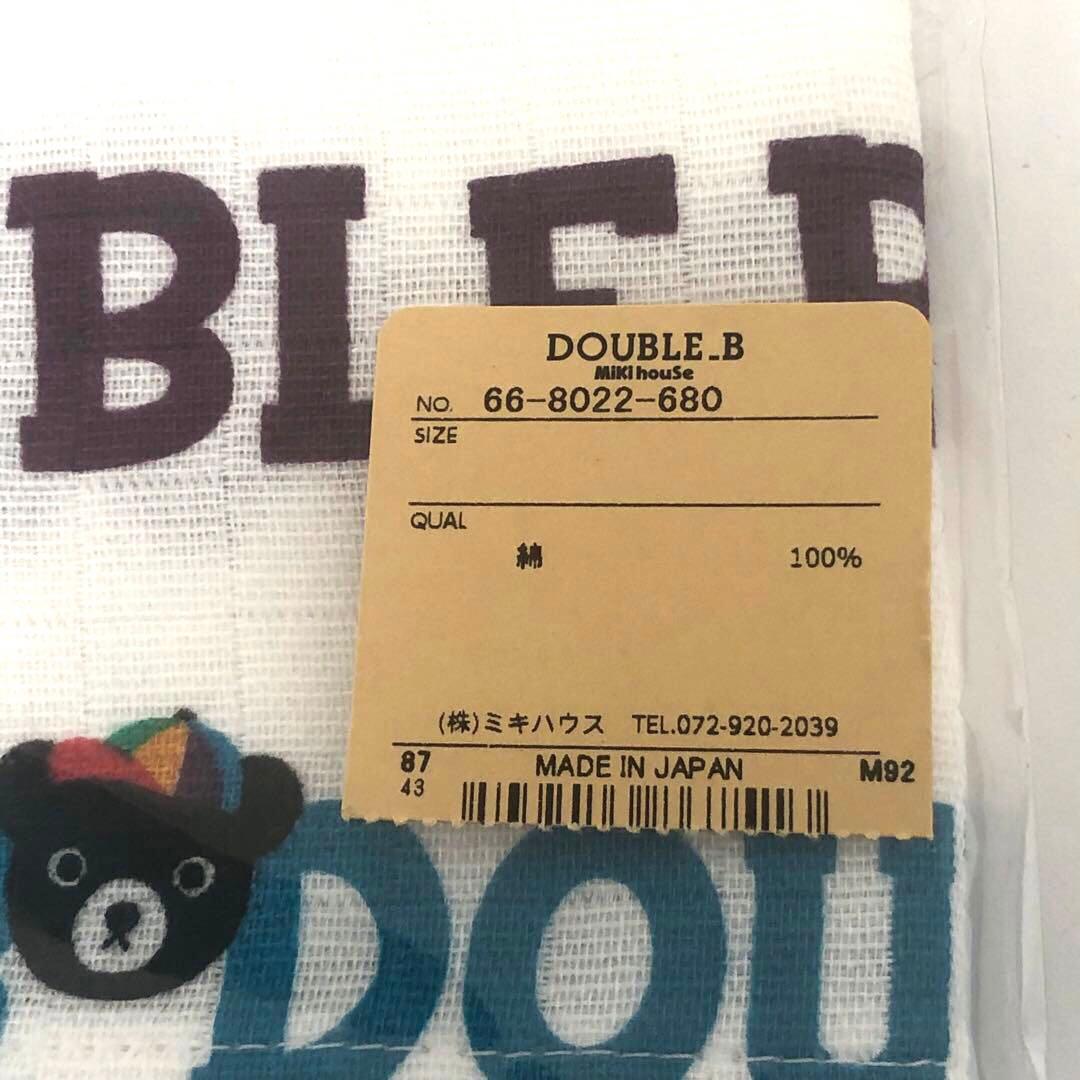 BLE B
DOUBLE_B
MiKi HouSe
NO. 66-8022-680
SIZE
QUAL
綿 100%
(株)ミキハウス TEL.072-920-2039
87 MADE IN JAPAN M92
43
DOU